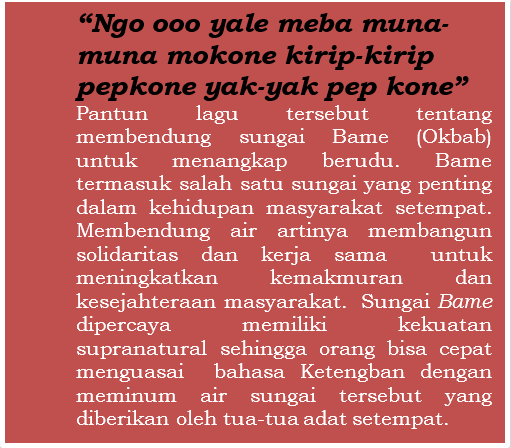 “Ngo ooo yale meba muna-
muna mokone kirip-kirip
pepkone yak-yak pep kone”
Pantun lagu tersebut tentang
membendung sungai Bame (Okbab)
untuk menangkap berudu. Bame
termasuk salah satu sungai yang penting
dalam kehidupan masyarakat setempat.
Membendung air artinya membangun
solidaritas dan kerja sama untuk
meningkatkan kemakmuran dan
kesejahteraan masyarakat. Sungai Bame
dipercaya memiliki kekuatan
supranatural sehingga orang bisa cepat
menguasai bahasa Ketengban dengan
meminum air sungai tersebut yang
diberikan oleh tua-tua adat setempat.